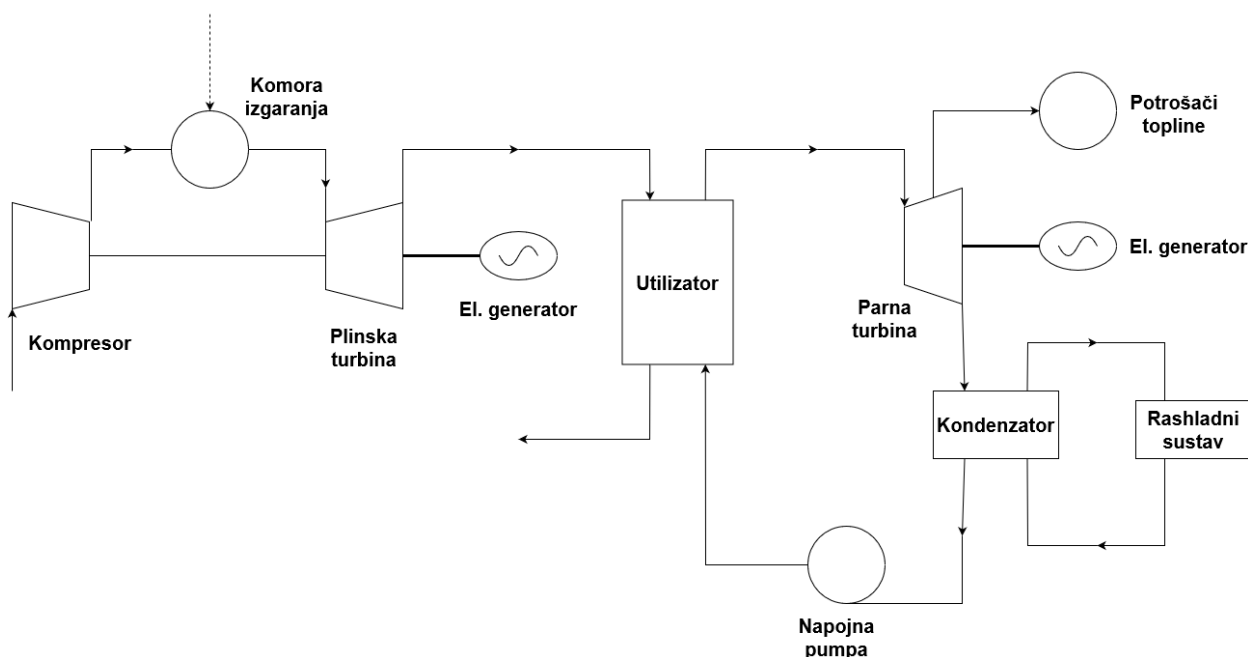 Komora
izgaranja
Potrošači
topline
El. generator
Utilizator
El. generator
Parna
turbina
Kompresor
Plinska
turbina
Kondenzator
Rashladni
sustav
Napojna
pumpa